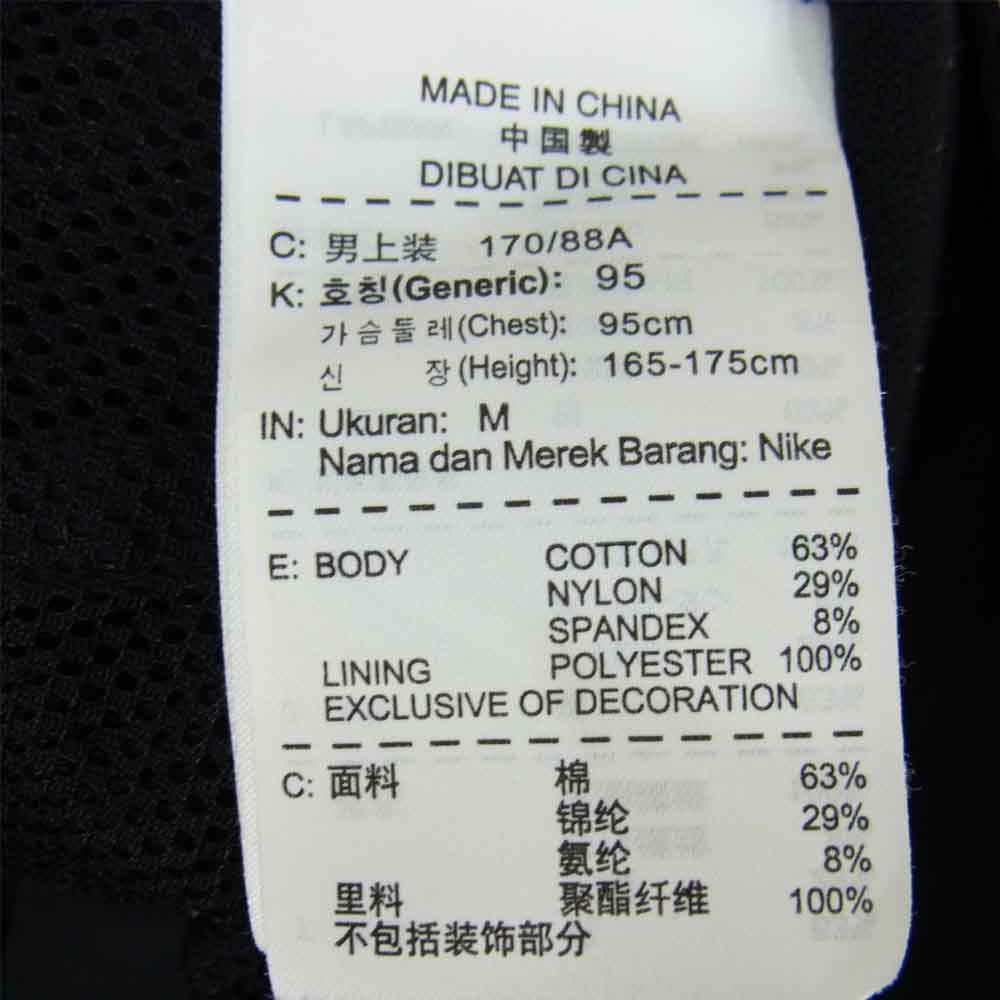 MADE IN CHINA
中国製
DIBUAT DI CINA
C: 男上装 170/88A
K: 호칭(Generic): 95
가슴둘레(Chest): 95cm
신 장(Height): 165-175cm
IN: Ukuran: M
Nama dan Merek Barang: Nike
E: BODY COTTON 63%
NYLON 29%
SPANDEX 8%
LINING POLYESTER 100%
EXCLUSIVE OF DECORATION
C: 面料 棉 63%
锦纶 29%
氨纶 8%
里料 聚酯纤维 100%
不包括装饰部分